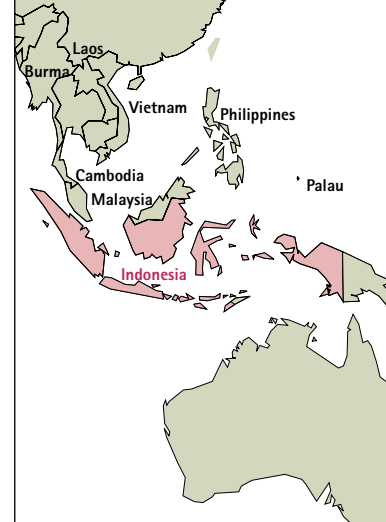 Laos
Burma
Vietnam
Philippines
Cambodia
Palau
Malaysia
Indonesia